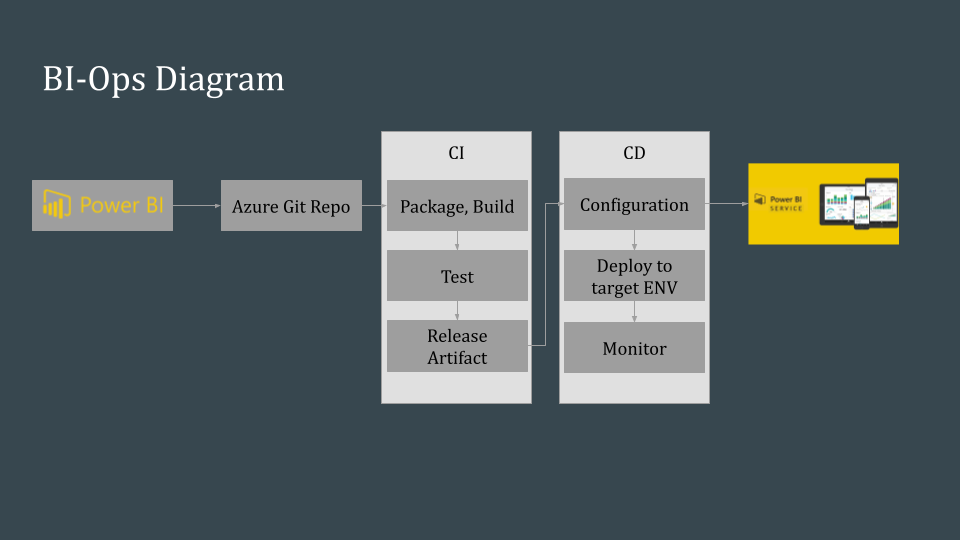 BI-Ops Diagram
Power BI
Azure Git Repo
CI
Package, Build
Test
Release
Artifact
CD
Configuration
Deploy to
target ENV
Monitor
Power BI
SERVICE